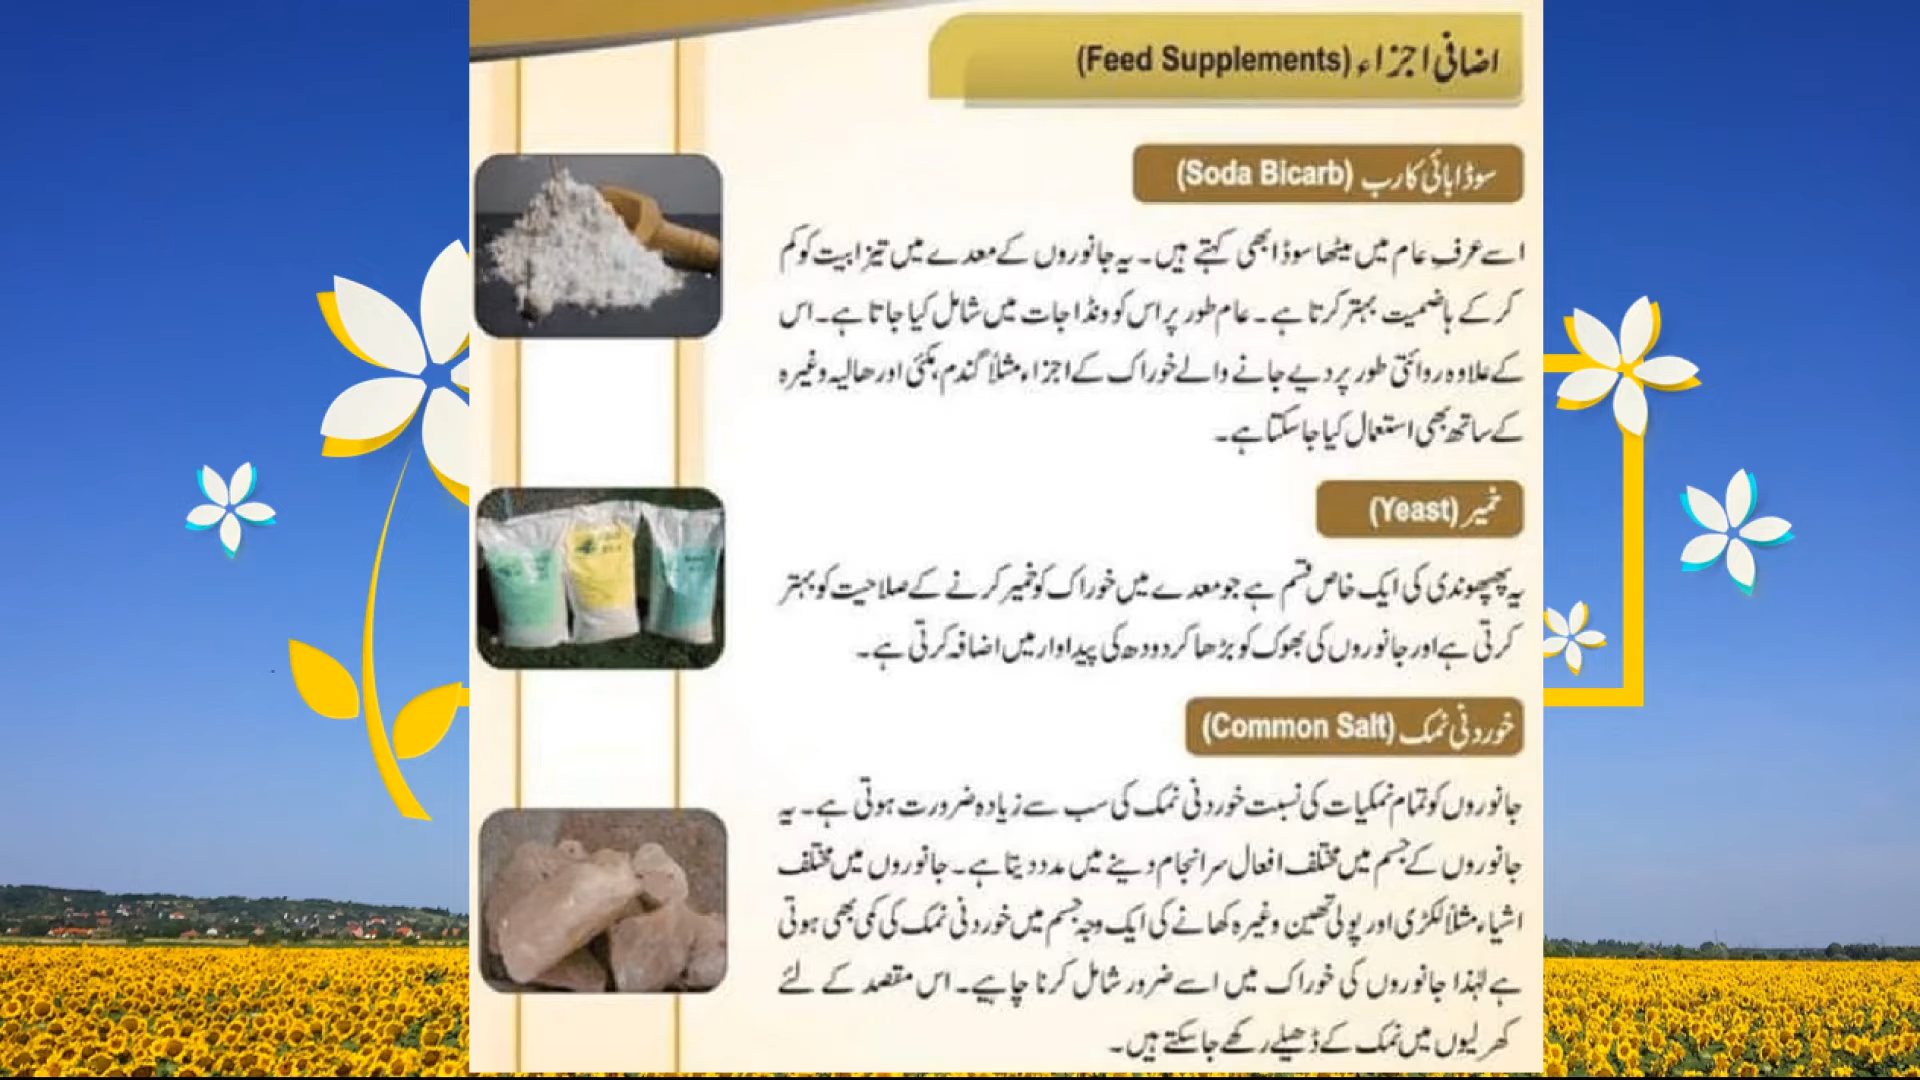 اضافی اجزاء (Feed Supplements)
سوڈا بائی کارب (Soda Bicarb)
اسے عرفِ عام میں میٹھا سوڈا بھی کہتے ہیں۔ یہ جانوروں کے معدے میں تیزابیت کو کم
کر کے ہاضمیت بہتر کرتا ہے۔ عام طور پر اس کو ونڈا جات میں شامل کیا جاتا ہے۔ اس
کے علاوہ روائتی طور پر دیے جانے والے خوراک کے اجزاء مثلاً گندم، مکئی اور ھالیہ وغیرہ
کے ساتھ بھی استعمال کیا جا سکتا ہے۔
خمیر (Yeast)
یہ پھپھوندی کی ایک خاص قسم ہے جو معدے میں خوراک کو خمیر کرنے کے صلاحیت کو بہتر
کرتی ہے اور جانوروں کی بھوک کو بڑھا کر دودھ کی پیداوار میں اضافہ کرتی ہے۔
خوردنی نمک (Common Salt)
جانوروں کو تمام نمکیات کی نسبت خوردنی نمک کی سب سے زیادہ ضرورت ہوتی ہے۔ یہ
جانوروں کے جسم میں مختلف افعال سر انجام دینے میں مدد دیتا ہے۔ جانوروں میں مختلف
اشیاء مثلاً لکڑی اور پولی تھین وغیرہ کھانے کی ایک وجہ جسم میں خوردنی نمک کی کمی بھی ہوتی
ہے لہٰذا جانوروں کی خوراک میں اسے ضرور شامل کرنا چاہیے۔ اس مقصد کے لئے
کھرلیوں میں نمک کے ڈھیلے رکھے جا سکتے ہیں۔